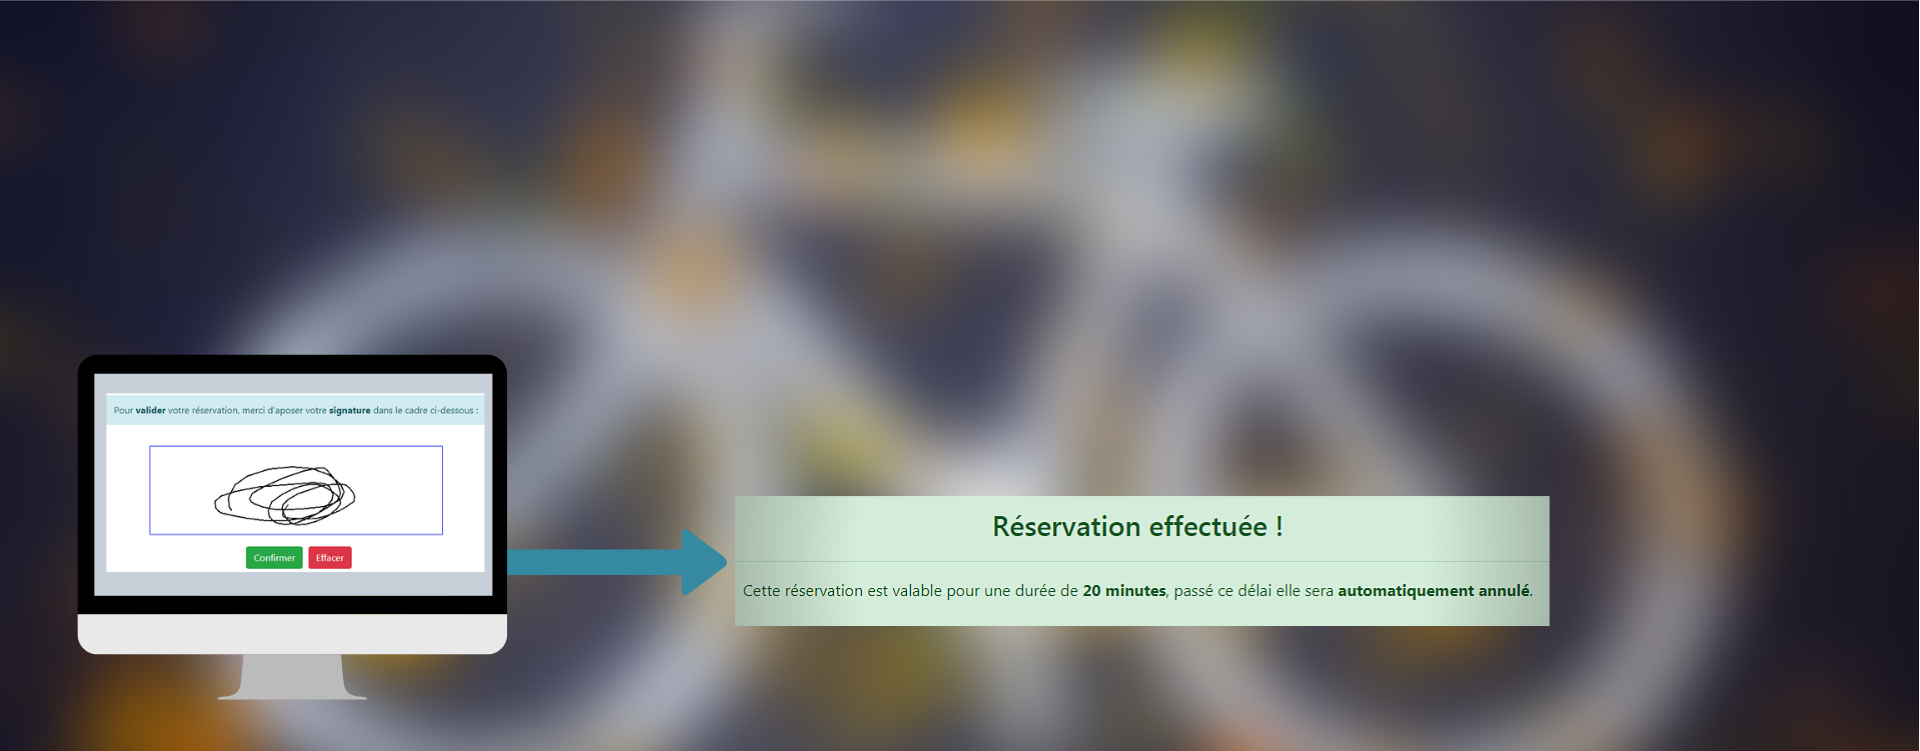 Pour valider votre réservation, merci d'aposer votre signature dans le cadre ci-dessous :
Confirmer Effacer
Réservation effectuée !
Cette réservation est valable pour une durée de 20 minutes, passé ce délai elle sera automatiquement annulé.